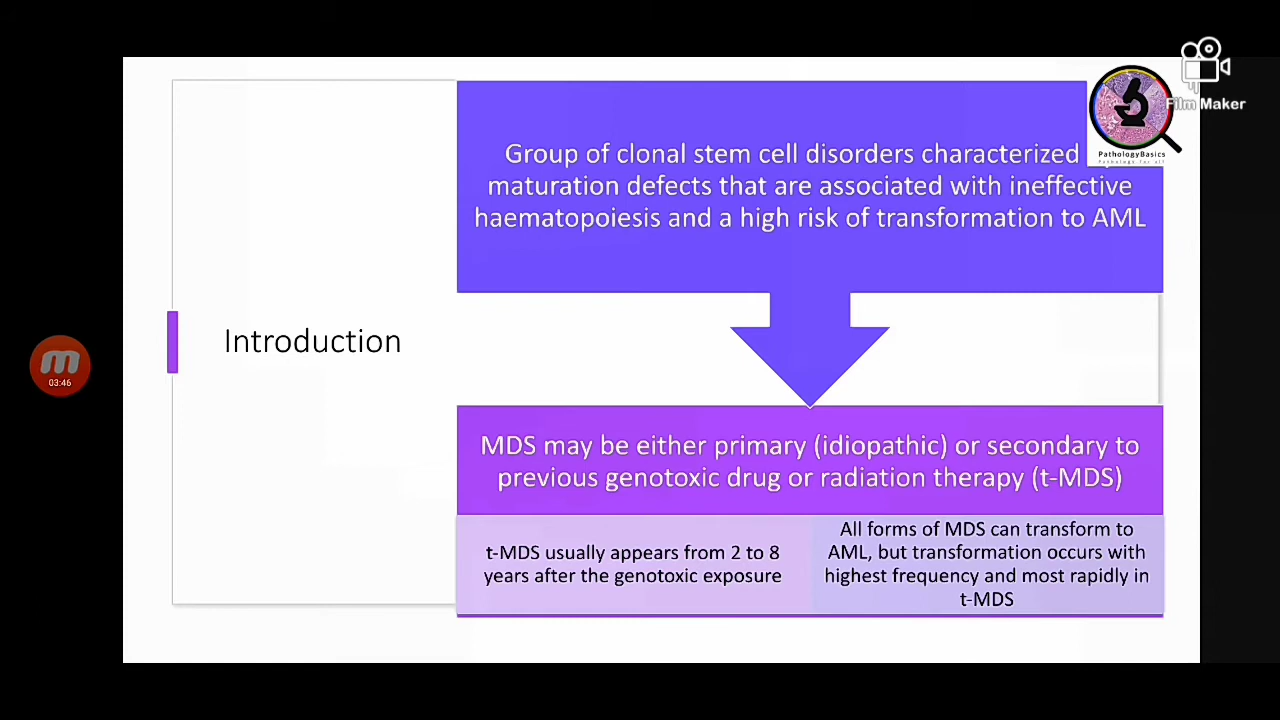 Group of clonal stem cell disorders characterized
maturation defects that are associated with ineffective
haematopoiesis and a high risk of transformation to AML
Film Maker
PathologyBasics
Pathology for all
Introduction
03:46
MDS may be either primary (idiopathic) or secondary to
previous genotoxic drug or radiation therapy (t-MDS)
t-MDS usually appears from 2 to 8
years after the genotoxic exposure
All forms of MDS can transform to
AML, but transformation occurs with
highest frequency and most rapidly in
t-MDS